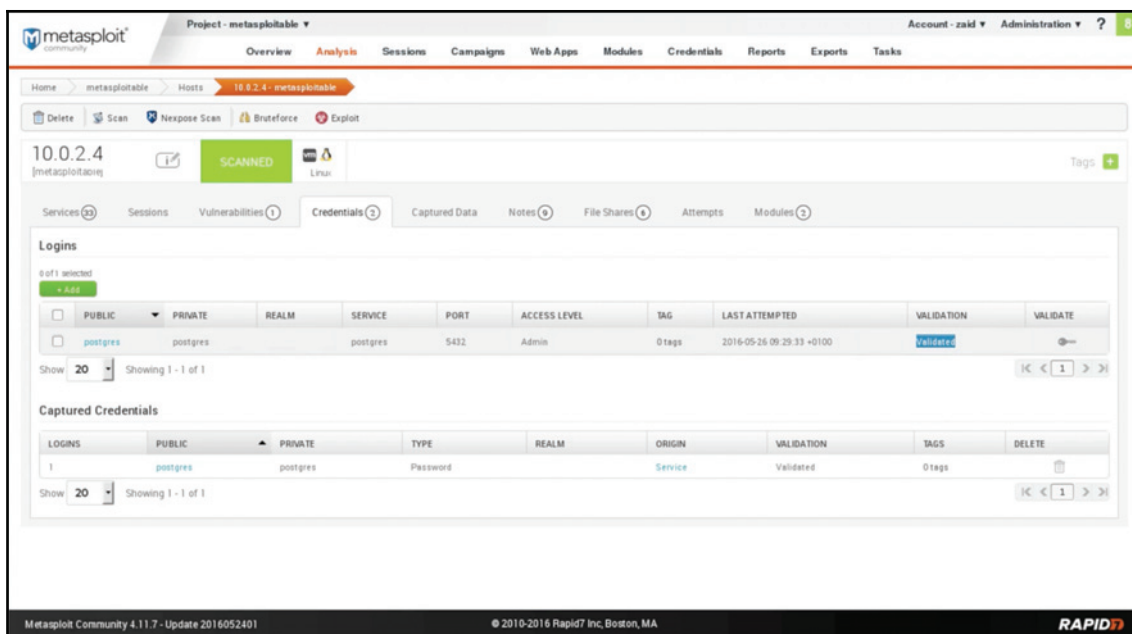 metasploit®
community
Project - metasploitable ▼
Account - zaid ▼ Administration ▼ ? 8
Overview Analysis Sessions Campaigns Web Apps Modules Credentials Reports Exports Tasks
Home metasploitable Hosts 10.0.2.4 - metasploitable
Delete Scan Nexpose Scan Bruteforce Exploit
10.0.2.4
[metasploitable]
SCANNED
vm
Linux
Tags +
Services 33 Sessions Vulnerabilities 1 Credentials 2 Captured Data Notes 9 File Shares 6 Attempts Modules 2
Logins
0 of 1 selected
+ Add
PUBLIC PRIVATE REALM SERVICE PORT ACCESS LEVEL TAG LAST ATTEMPTED VALIDATION VALIDATE
postgres postgres postgres 5432 Admin 0 tags 2016-05-26 09:29:33 +0100 Validated
Show 20 Showing 1 - 1 of 1 1
Captured Credentials
LOGINS PUBLIC PRIVATE TYPE REALM ORIGIN VALIDATION TAGS DELETE
1 postgres postgres Password Service Validated 0 tags
Show 20 Showing 1 - 1 of 1 1
Metasploit Community 4.11.7 - Update 2016052401 © 2010-2016 Rapid7 Inc, Boston, MA RAPID7